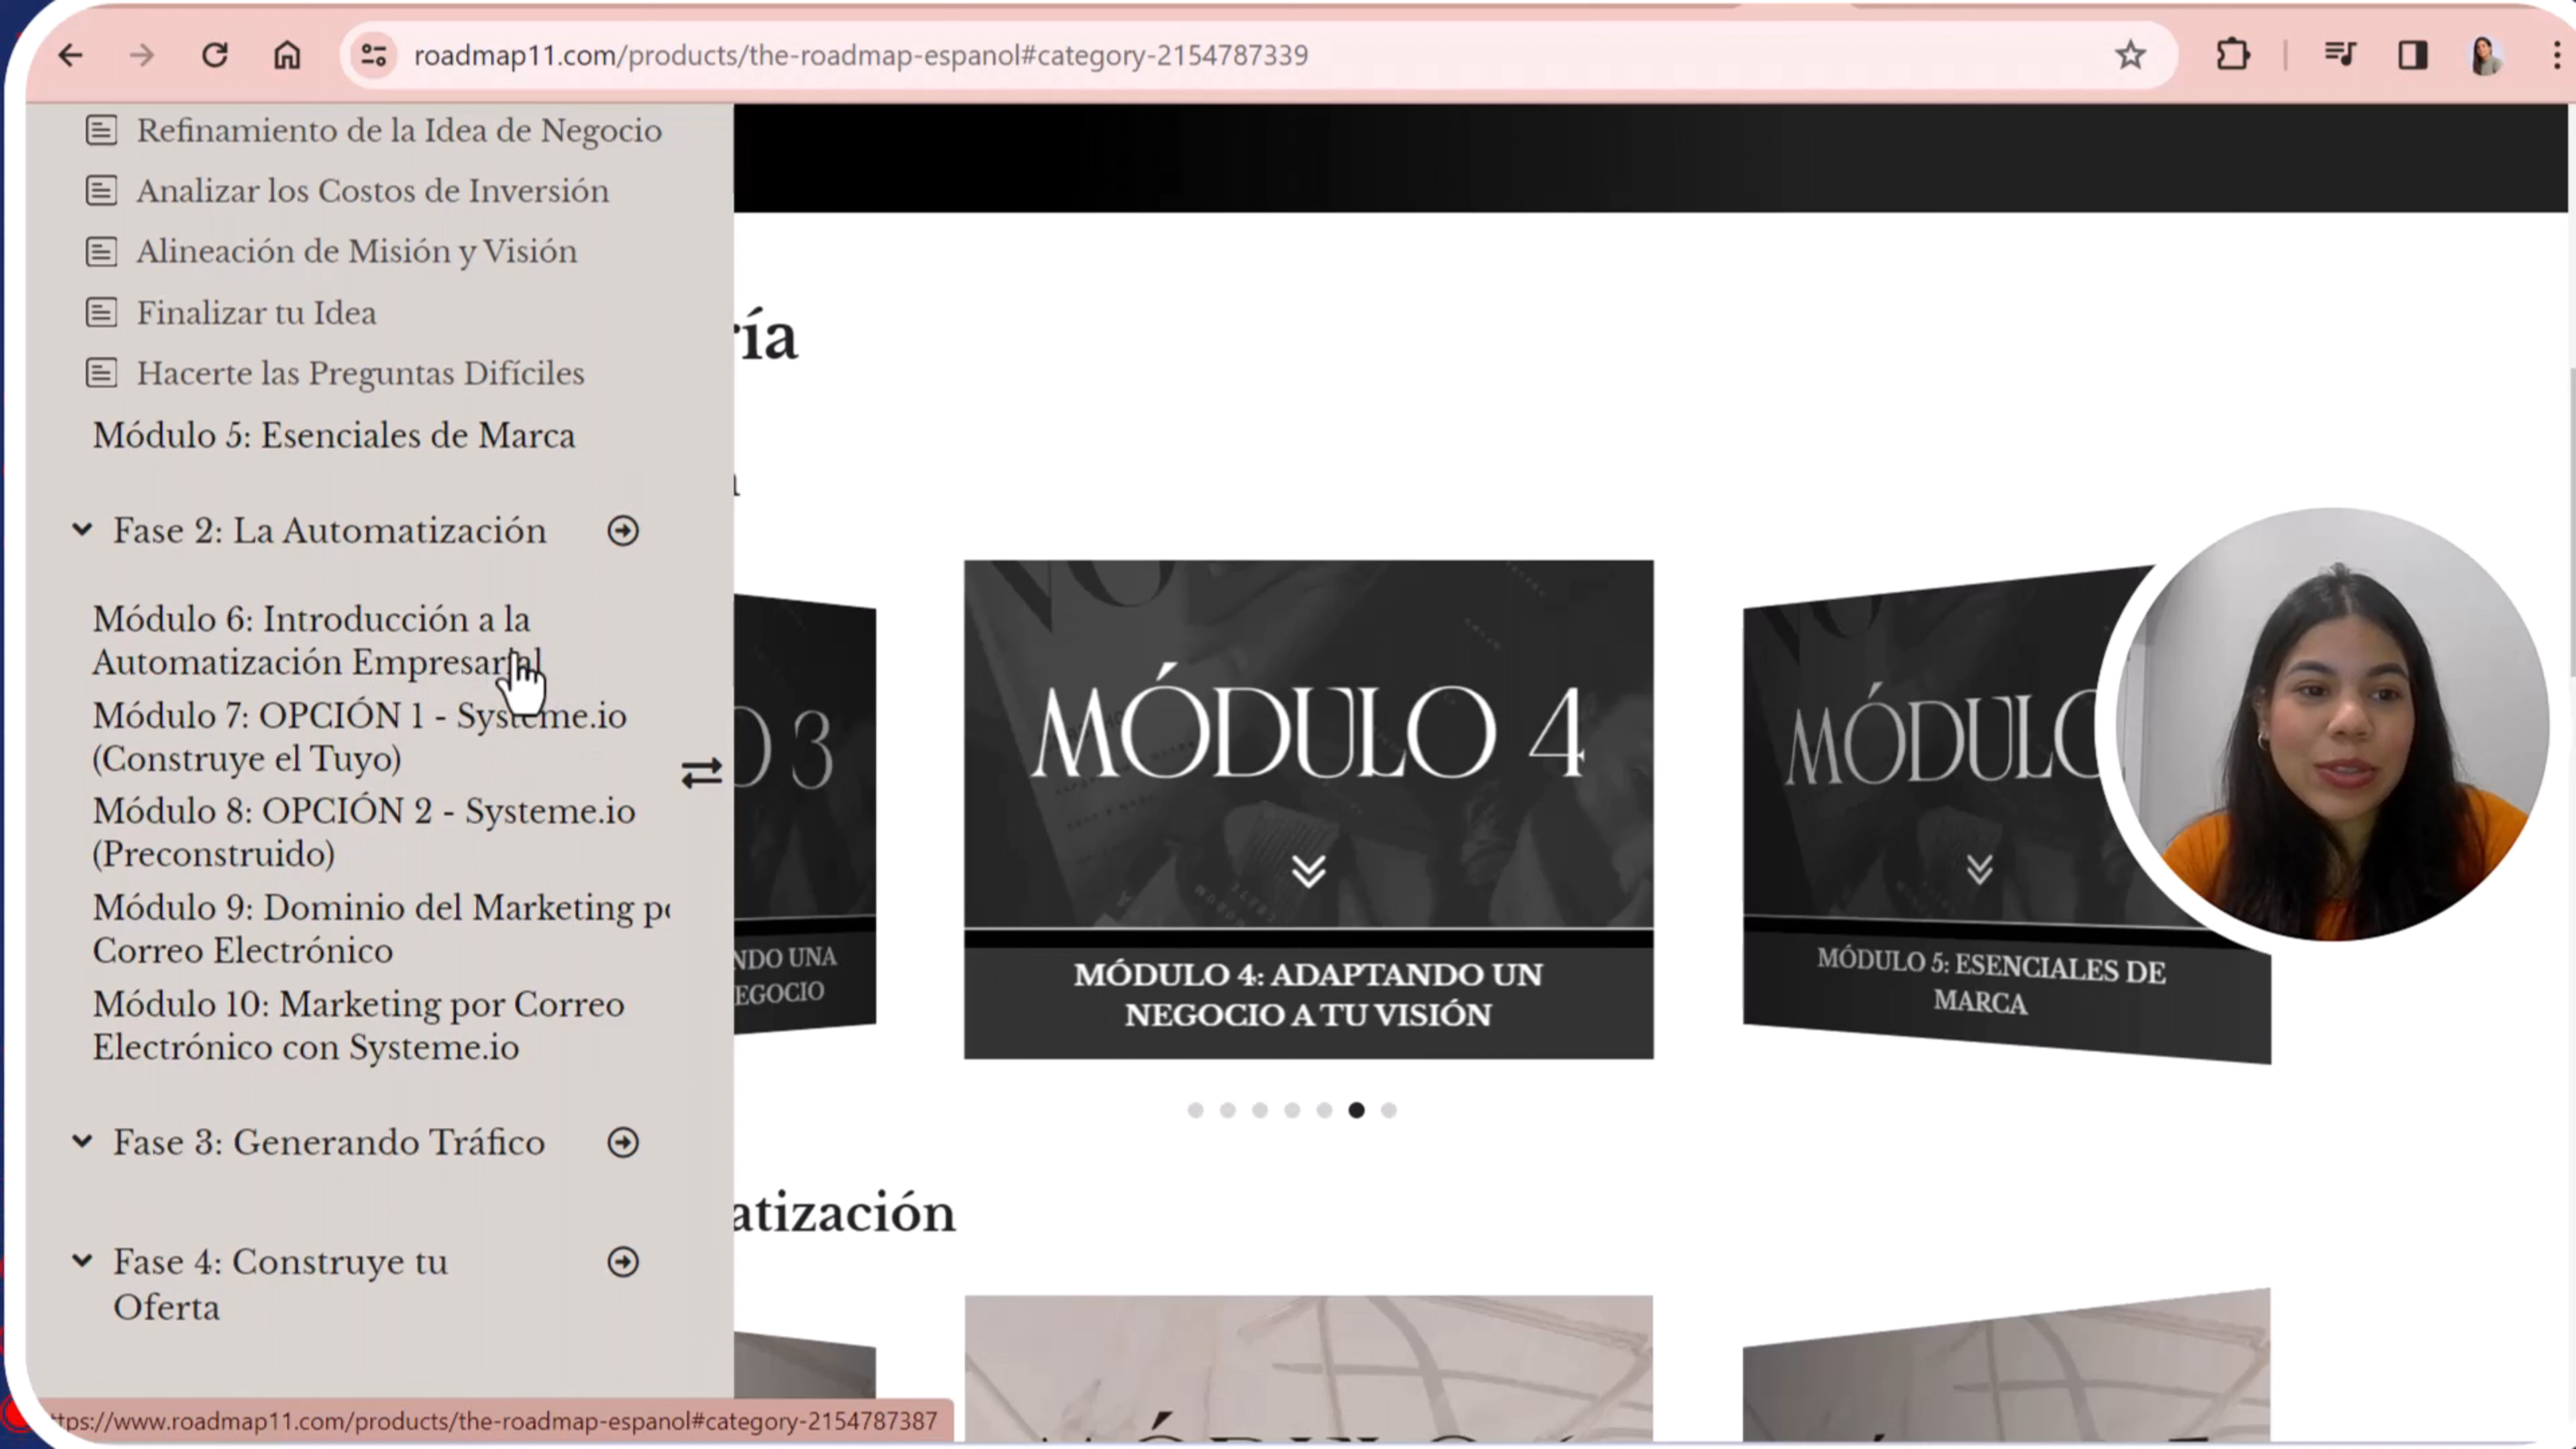 roadmap11.com/products/the-roadmap-espanol#category-2154787339
Refinamiento de la Idea de Negocio
Analizar los Costos de Inversión
Alineación de Misión y Visión
Finalizar tu Idea
Hacerte las Preguntas Difíciles
Módulo 5: Esenciales de Marca
Fase 2: La Automatización
Módulo 6: Introducción a la
Automatización Empresarial
Módulo 7: OPCIÓN 1 - Systeme.io
(Construye el Tuyo)
Módulo 8: OPCIÓN 2 - Systeme.io
(Preconstruido)
Módulo 9: Dominio del Marketing po
Correo Electrónico
Módulo 10: Marketing por Correo
Electrónico con Systeme.io
Fase 3: Generando Tráfico
Fase 4: Construye tu
Oferta
ttps://www.roadmap11.com/products/the-roadmap-espanol#category-2154787387
ría
O 3
NDO UNA
EGOCIO
MÓDULO 4
MÓDULO 4: ADAPTANDO UN
NEGOCIO A TU VISIÓN
MÓDULO
MÓDULO 5: ESENCIALES DE
MARCA
atización